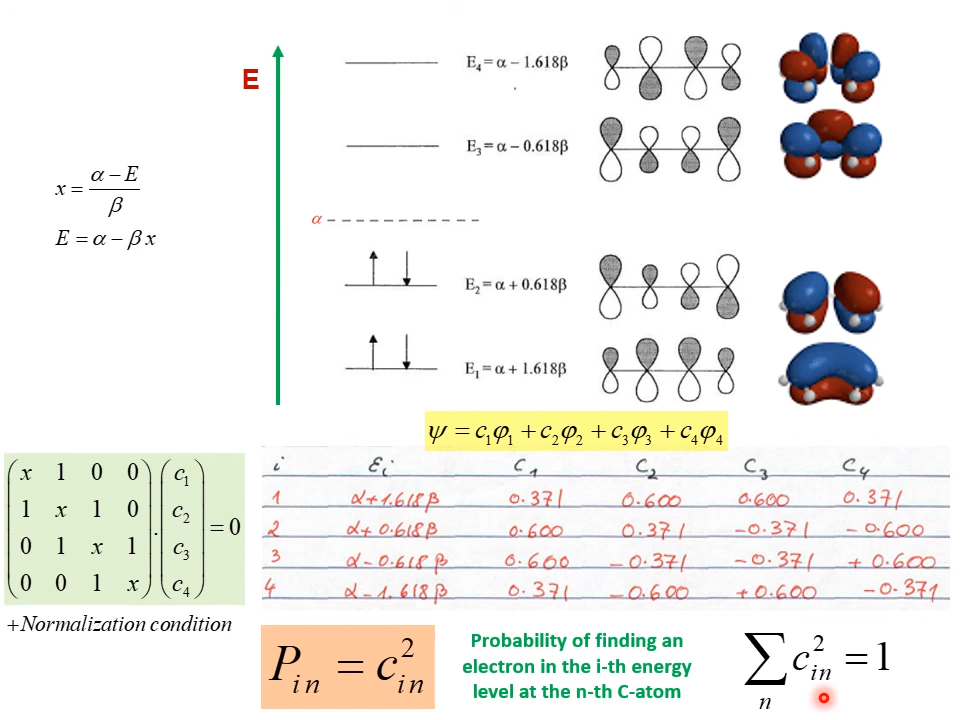 E
E₄ = α − 1.618β
E₃ = α − 0.618β
x = (α − E)/β
E = α − β x
α
E₂ = α + 0.618β
E₁ = α + 1.618β
ψ = c₁φ₁ + c₂φ₂ + c₃φ₃ + c₄φ₄
i εi C₁ C₂ C₃ C₄
1 α+1.618β 0.371 0.600 0.600 0.371
2 α+0.618β 0.600 0.371 −0.371 −0.600
3 α−0.618β 0.600 −0.371 −0.371 +0.600
4 α−1.618β 0.371 −0.600 +0.600 −0.371
x 1 0 0 c₁
1 x 1 0 c₂
. = 0
0 1 x 1 c₃
0 0 1 x c₄
+Normalization condition
P_in = c²_in
Probability of finding an
electron in the i-th energy
level at the n-th C-atom
∑_n c²_in = 1